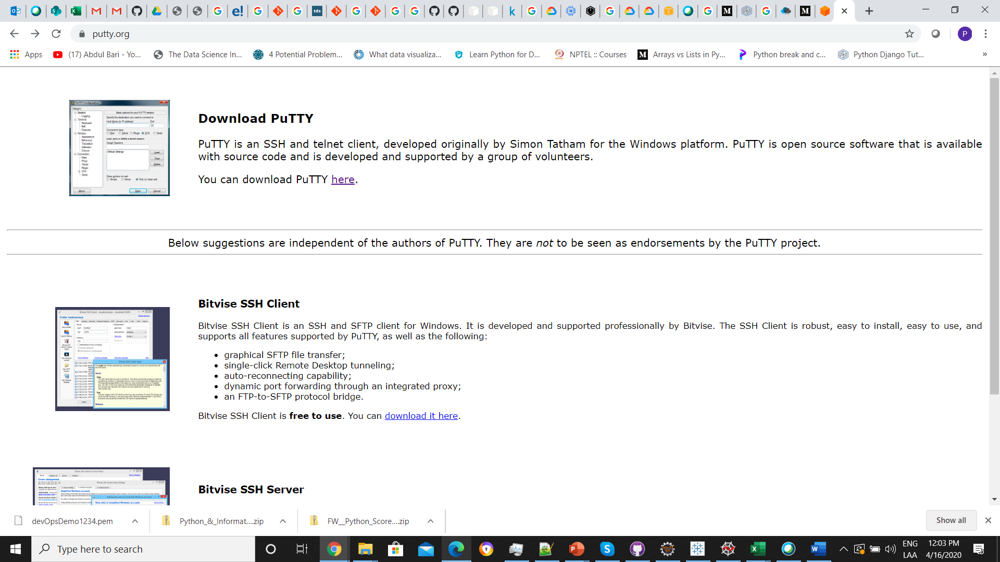 putty.org
P
Apps
(17) Abdul Bari - Yo...
The Data Science In...
4 Potential Problem...
What data visualiza...
Learn Python for D...
NPTEL :: Courses
Arrays vs Lists in Py...
Python break and c...
Python Django Tut...
»
Download PuTTY
PuTTY is an SSH and telnet client, developed originally by Simon Tatham for the Windows platform. PuTTY is open source software that is available
with source code and is developed and supported by a group of volunteers.
You can download PuTTY here.
Below suggestions are independent of the authors of PuTTY. They are not to be seen as endorsements by the PuTTY project.
Bitvise SSH Client
Bitvise SSH Client is an SSH and SFTP client for Windows. It is developed and supported professionally by Bitvise. The SSH Client is robust, easy to install, easy to use, and
supports all features supported by PuTTY, as well as the following:
• graphical SFTP file transfer;
• single-click Remote Desktop tunneling;
• auto-reconnecting capability;
• dynamic port forwarding through an integrated proxy;
• an FTP-to-SFTP protocol bridge.
Bitvise SSH Client is free to use. You can download it here.
Bitvise SSH Server
devOpsDemo1234.pem
Python_&_Informat....zip
FW__Python_Score....zip
Show all
Type here to search
ENG
LAA
12:03 PM
4/16/2020